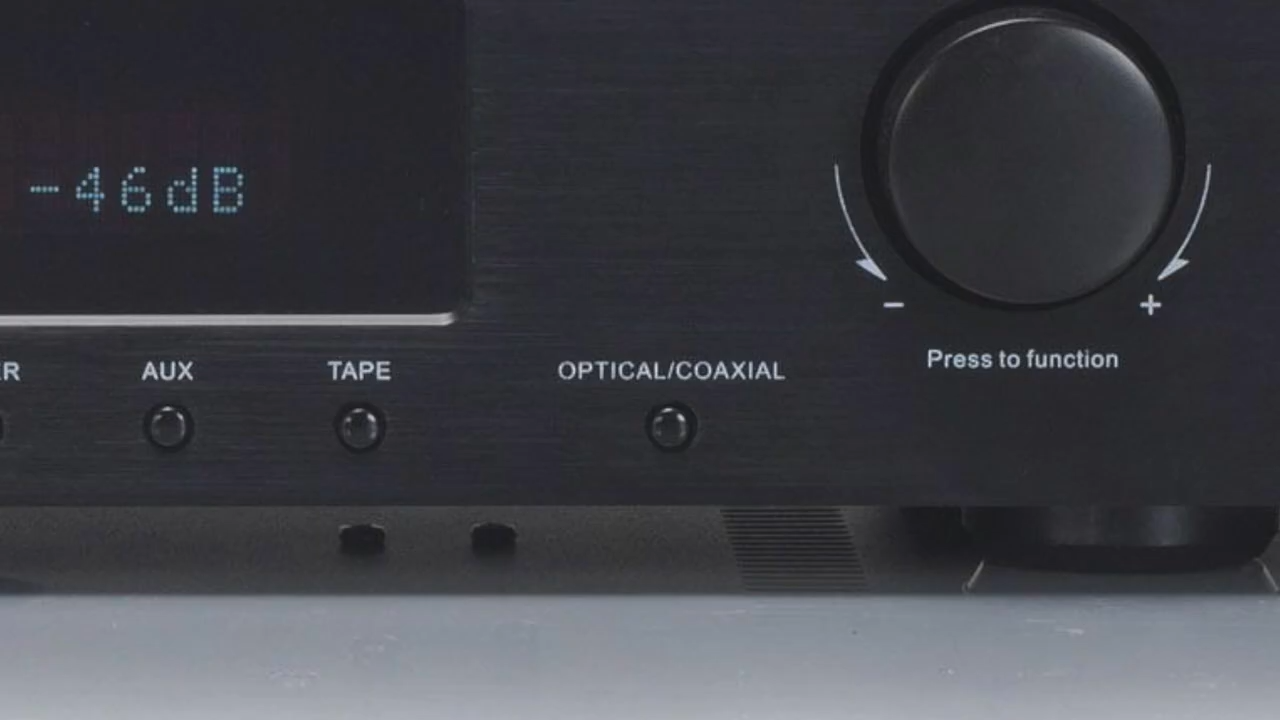 -46dB
AUX
TAPE
OPTICAL/COAXIAL
- +
Press to function